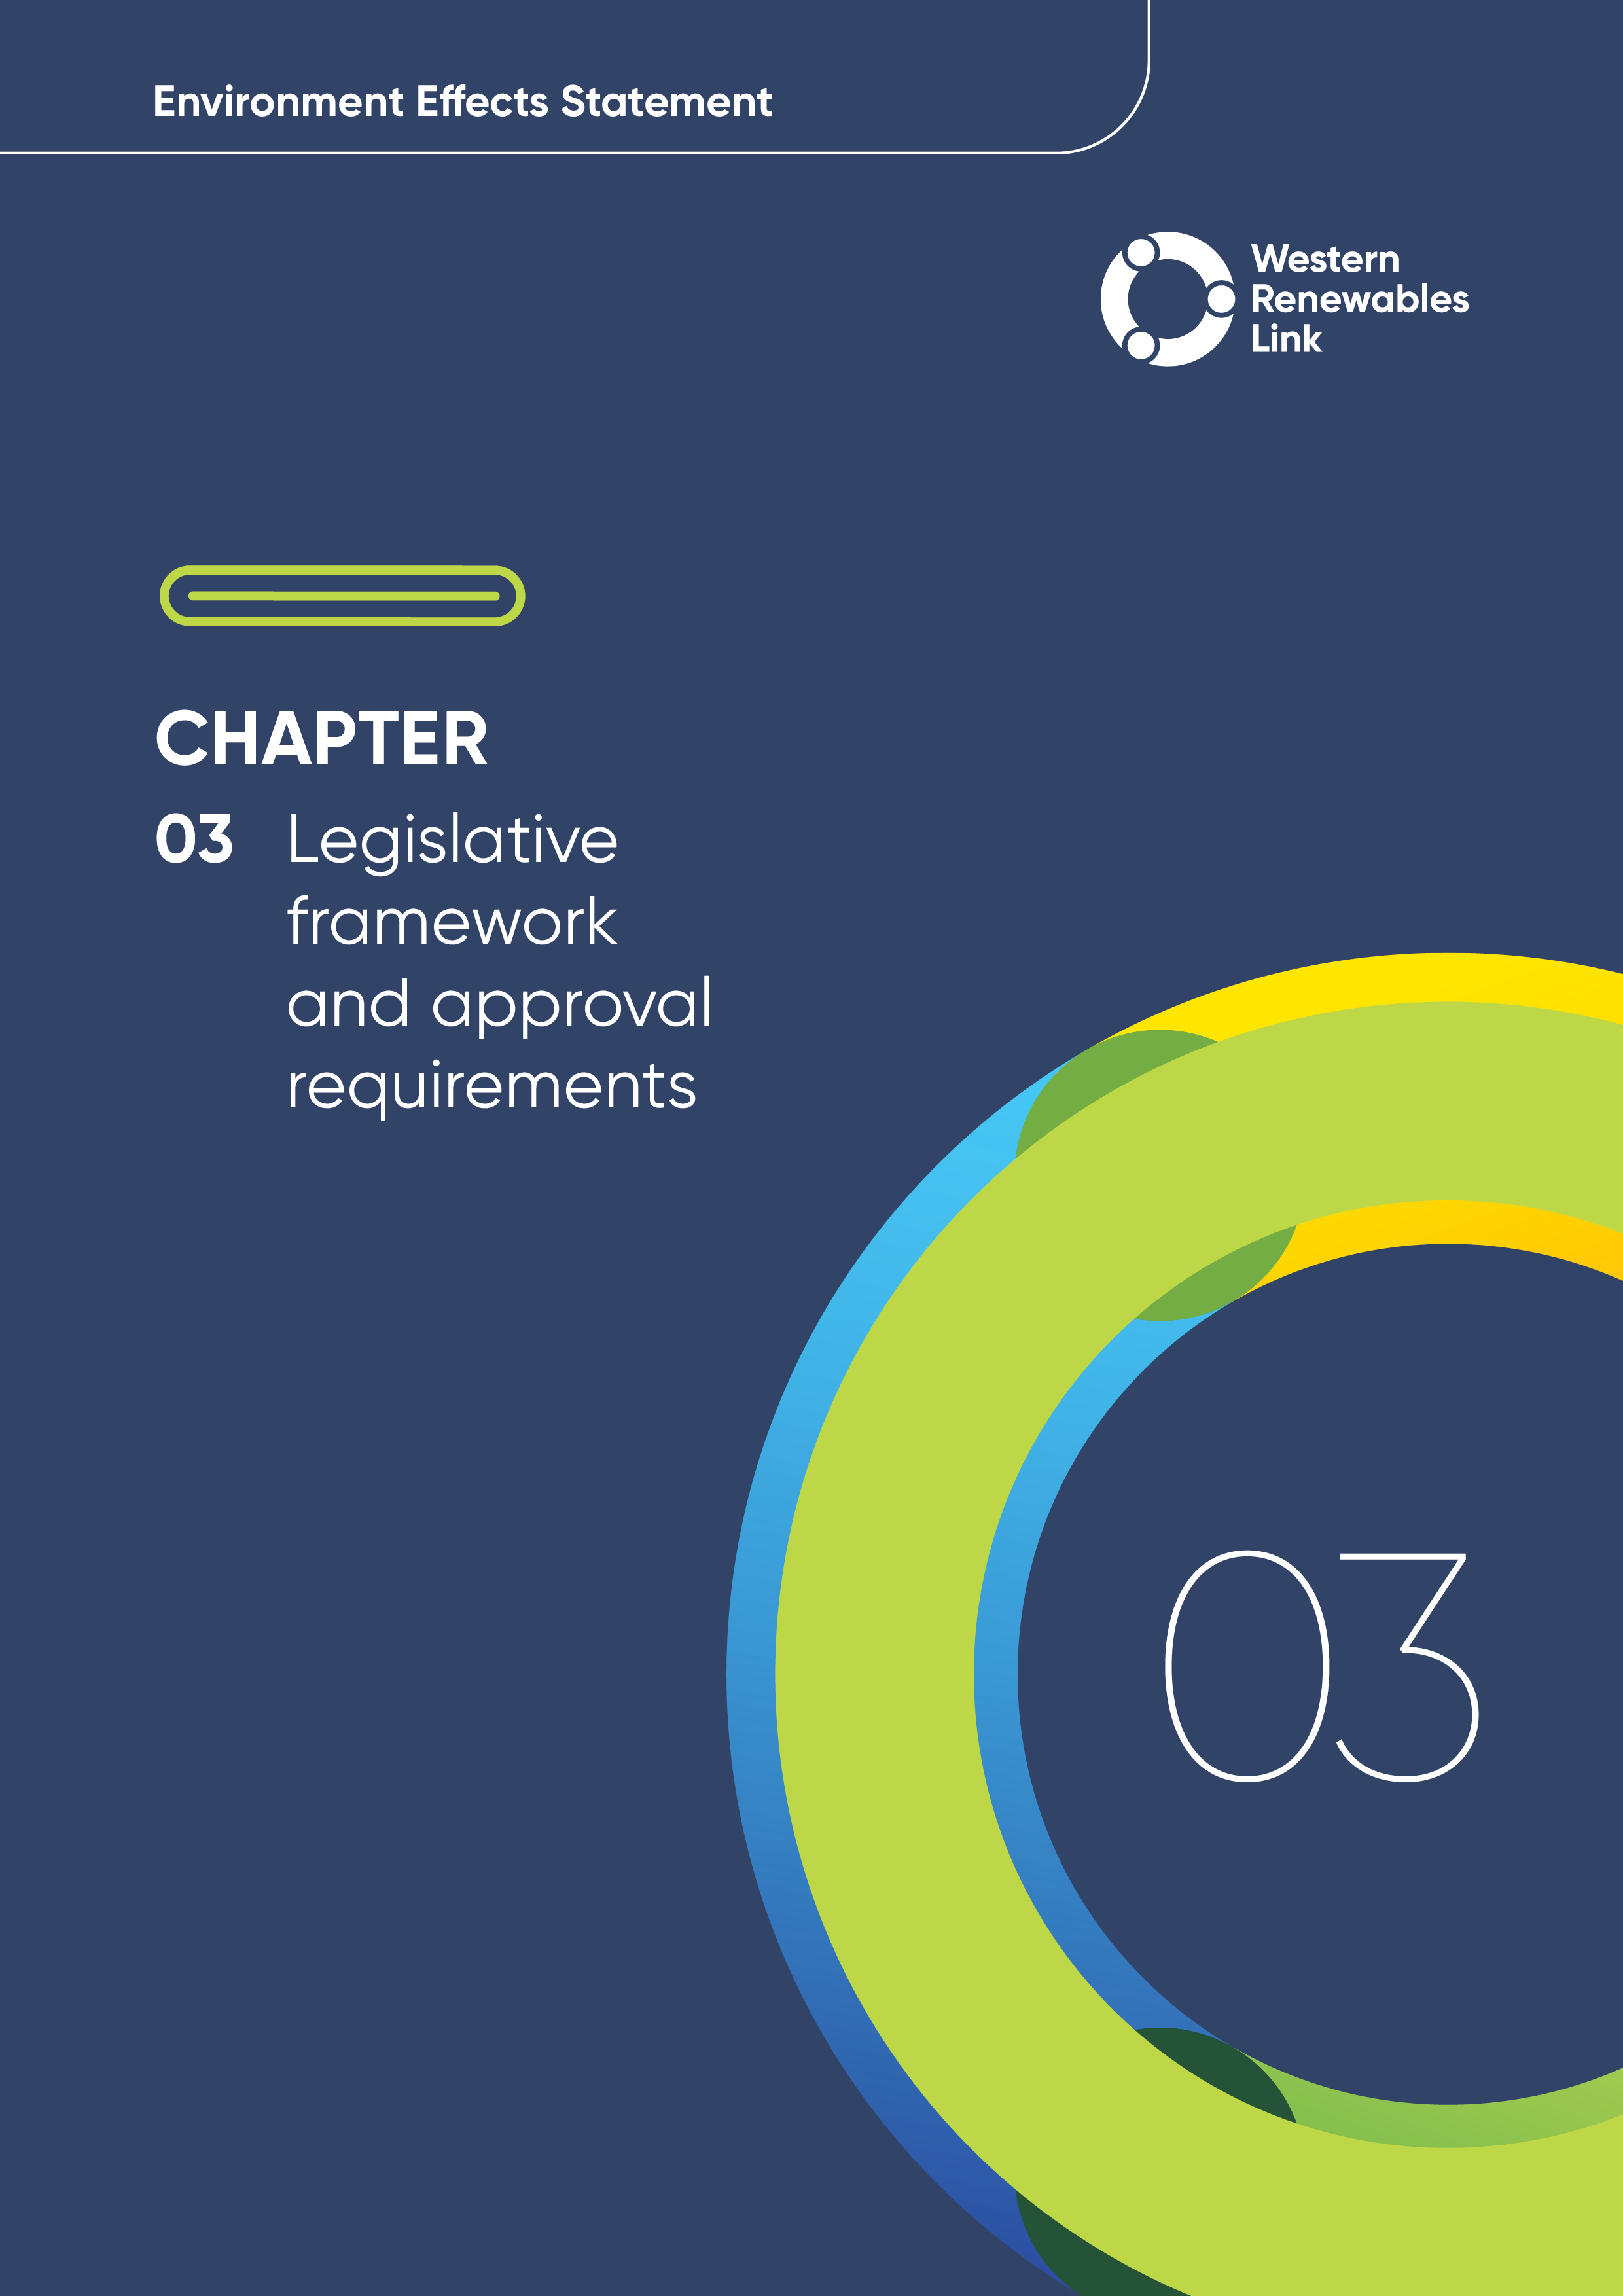 Environment Effects Statement
Western
Renewables
Link
CHAPTER
03 Legislative
framework
and approval
requirements
03